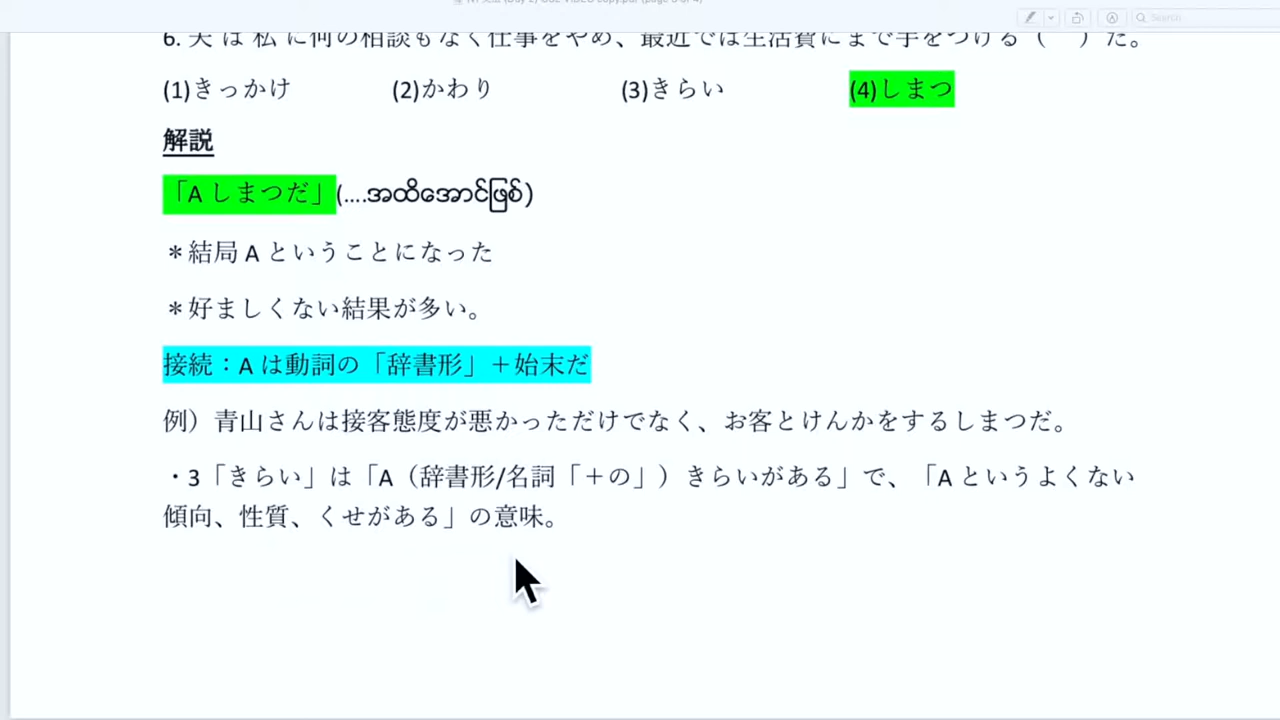 6. 夫 は 私 に何の相談もなく仕事をやめ、最近では生活費にまで手をつける（　）だ。
(1)きっかけ (2)かわり (3)きらい (4)しまつ
解説
「A しまつだ」(....အထိအောင်ဖြစ်)
＊結局 A ということになった
＊好ましくない結果が多い。
接続：A は動詞の「辞書形」＋始末だ
例）青山さんは接客態度が悪かっただけでなく、お客とけんかをするしまつだ。
・3「きらい」は「A（辞書形/名詞「＋の」）きらいがある」で、「A というよくない
傾向、性質、くせがある」の意味。
Search